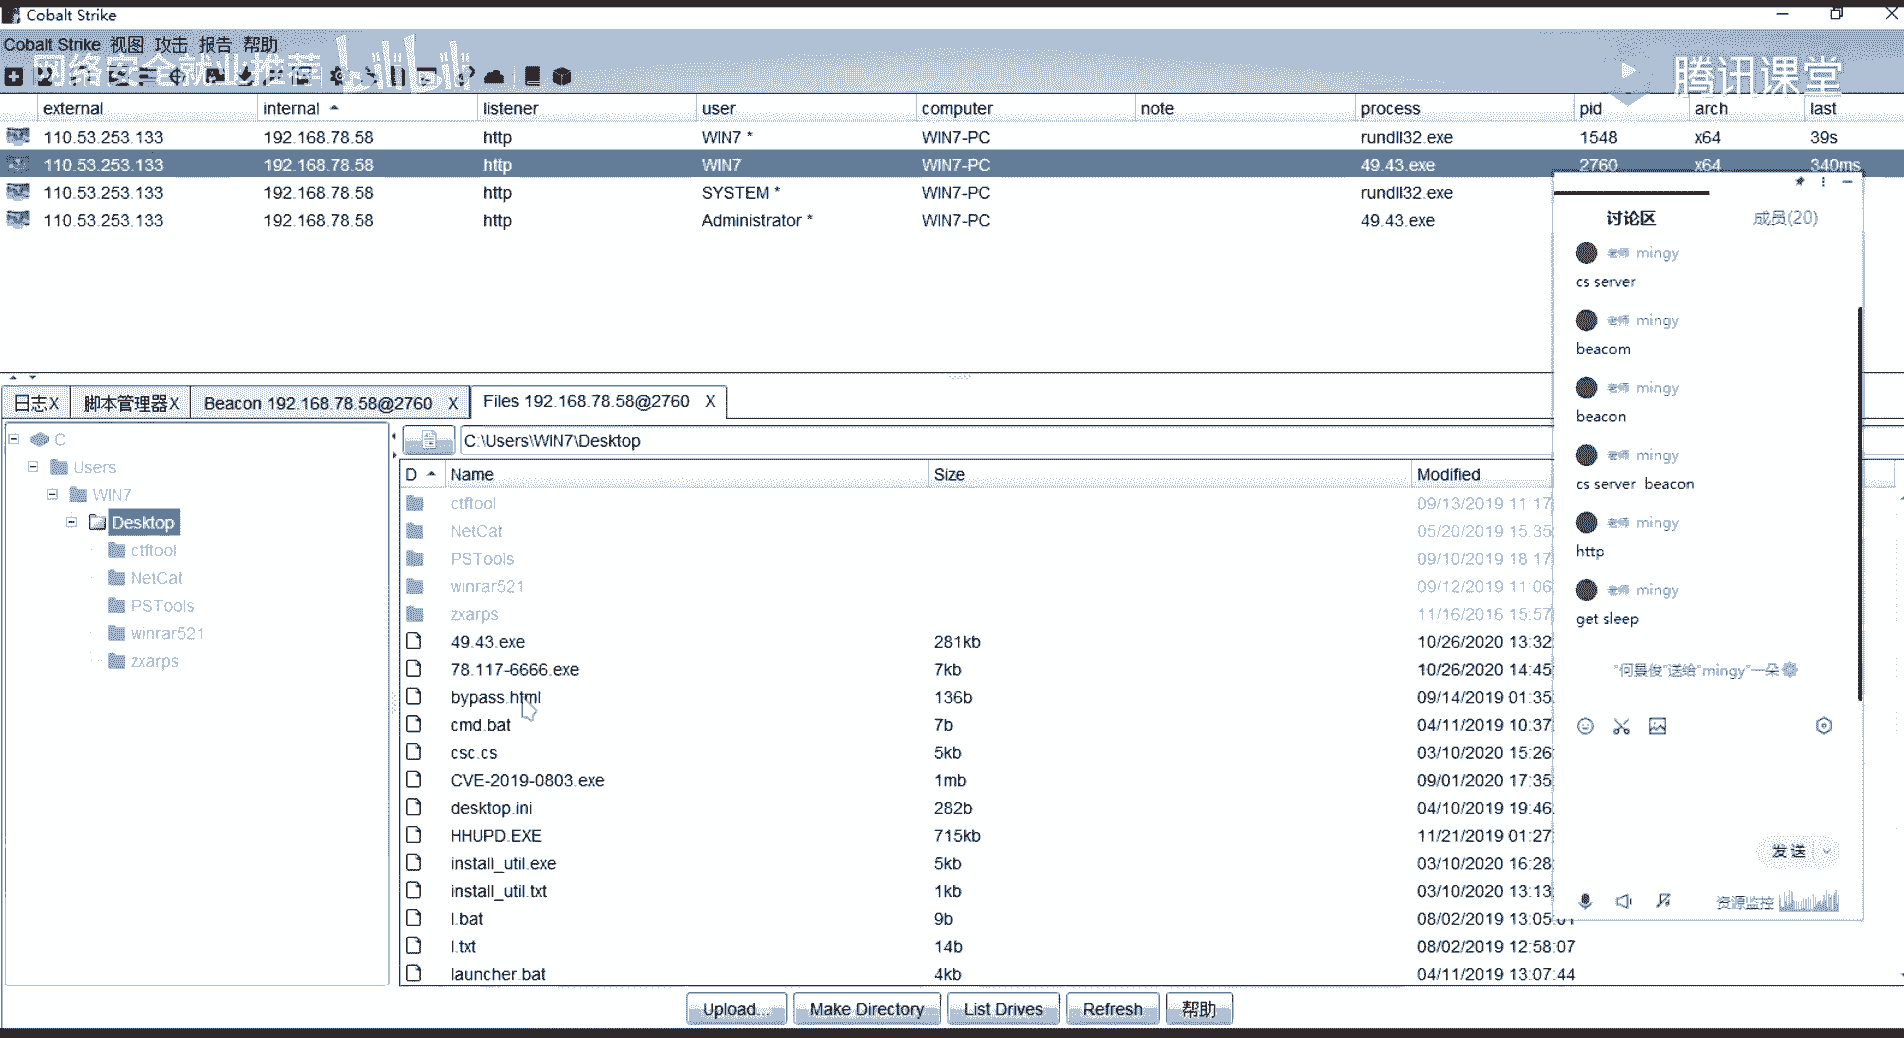 Cobalt Strike
Cobalt Strike 视图 攻击 报告 帮助
网络安全就业推荐 bilibili
腾讯课堂
external internal listener user computer note process pid arch last
110.53.253.133 192.168.78.58 http WIN7 * WIN7-PC rundll32.exe 1548 x64 39s
110.53.253.133 192.168.78.58 http WIN7 WIN7-PC 49.43.exe 2760 x64 340ms
110.53.253.133 192.168.78.58 http SYSTEM * WIN7-PC rundll32.exe
110.53.253.133 192.168.78.58 http Administrator * WIN7-PC 49.43.exe
日志X 脚本管理器X Beacon 192.168.78.58@2760 X Files 192.168.78.58@2760 X
C
Users
WIN7
Desktop
ctftool
NetCat
PSTools
winrar521
zxarps
C:\Users\WIN7\Desktop
D Name Size Modified
ctftool 09/13/2019 11:17
NetCat 05/20/2019 15:35
PSTools 09/10/2019 18:17
winrar521 09/12/2019 11:06
zxarps 11/16/2016 15:57
49.43.exe 281kb 10/26/2020 13:32
78.117-6666.exe 7kb 10/26/2020 14:45
bypass.html 136b 09/14/2019 01:35
cmd.bat 7b 04/11/2019 10:37
csc.cs 5kb 03/10/2020 15:26
CVE-2019-0803.exe 1mb 09/01/2020 17:35
desktop.ini 282b 04/10/2019 19:46
HHUPD.EXE 715kb 11/21/2019 01:27
install_util.exe 5kb 03/10/2020 16:28
install_util.txt 1kb 03/10/2020 13:13
l.bat 9b 08/02/2019 13:05:01
l.txt 14b 08/02/2019 12:58:07
launcher.bat 4kb 04/11/2019 13:07:44
Upload... Make Directory List Drives Refresh 帮助
讨论区 成员(20)
老师 mingy
cs server
老师 mingy
beacom
老师 mingy
beacon
老师 mingy
cs server beacon
老师 mingy
http
老师 mingy
get sleep
"何景俊"送给"mingy"一朵
发送
资源监控